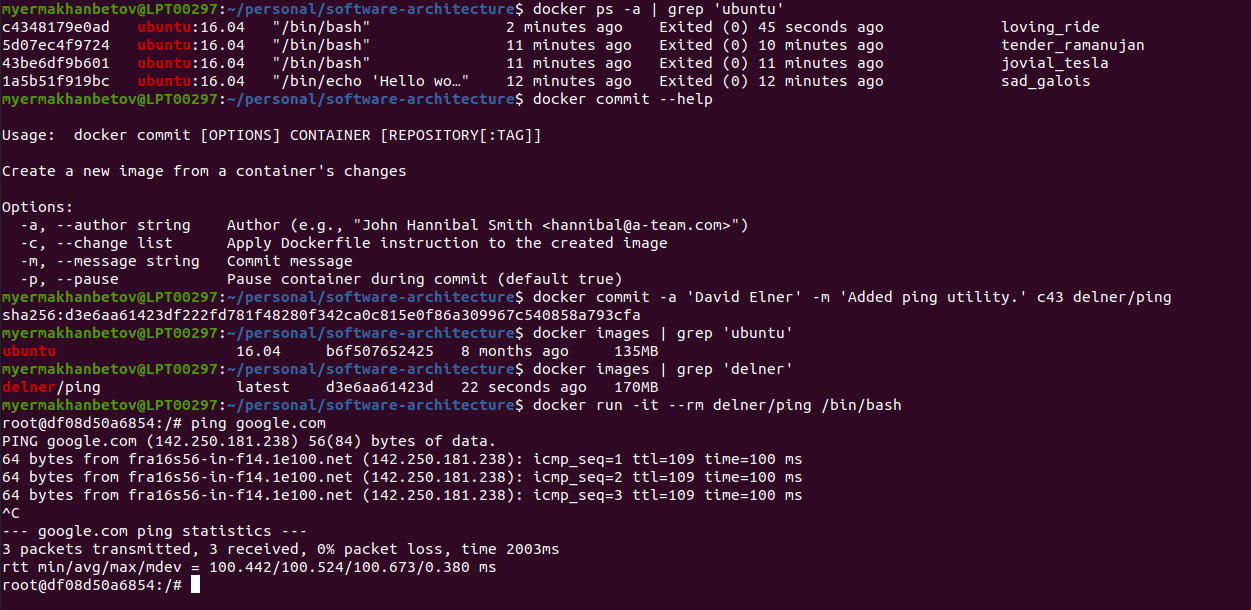 myermakhanbetov@LPT00297:~/personal/software-architecture$ docker ps -a | grep 'ubuntu'
c4348179e0ad   ubuntu:16.04   "/bin/bash"               2 minutes ago    Exited (0) 45 seconds ago             loving_ride
5d07ec4f9724   ubuntu:16.04   "/bin/bash"               11 minutes ago   Exited (0) 10 minutes ago             tender_ramanujan
43be6df9b601   ubuntu:16.04   "/bin/bash"               11 minutes ago   Exited (0) 11 minutes ago             jovial_tesla
1a5b51f919bc   ubuntu:16.04   "/bin/echo 'Hello wo…"    12 minutes ago   Exited (0) 12 minutes ago             sad_galois
myermakhanbetov@LPT00297:~/personal/software-architecture$ docker commit --help

Usage:  docker commit [OPTIONS] CONTAINER [REPOSITORY[:TAG]]

Create a new image from a container's changes

Options:
  -a, --author string    Author (e.g., "John Hannibal Smith <hannibal@a-team.com>")
  -c, --change list      Apply Dockerfile instruction to the created image
  -m, --message string   Commit message
  -p, --pause            Pause container during commit (default true)
myermakhanbetov@LPT00297:~/personal/software-architecture$ docker commit -a 'David Elner' -m 'Added ping utility.' c43 delner/ping
sha256:d3e6aa61423df222fd781f48280f342ca0c815e0f86a309967c540858a793cfa
myermakhanbetov@LPT00297:~/personal/software-architecture$ docker images | grep 'ubuntu'
ubuntu                    16.04     b6f507652425   8 months ago     135MB
myermakhanbetov@LPT00297:~/personal/software-architecture$ docker images | grep 'delner'
delner/ping               latest    d3e6aa61423d   22 seconds ago   170MB
myermakhanbetov@LPT00297:~/personal/software-architecture$ docker run -it --rm delner/ping /bin/bash
root@df08d50a6854:/# ping google.com
PING google.com (142.250.181.238) 56(84) bytes of data.
64 bytes from fra16s56-in-f14.1e100.net (142.250.181.238): icmp_seq=1 ttl=109 time=100 ms
64 bytes from fra16s56-in-f14.1e100.net (142.250.181.238): icmp_seq=2 ttl=109 time=100 ms
64 bytes from fra16s56-in-f14.1e100.net (142.250.181.238): icmp_seq=3 ttl=109 time=100 ms
^C
--- google.com ping statistics ---
3 packets transmitted, 3 received, 0% packet loss, time 2003ms
rtt min/avg/max/mdev = 100.442/100.524/100.673/0.380 ms
root@df08d50a6854:/#